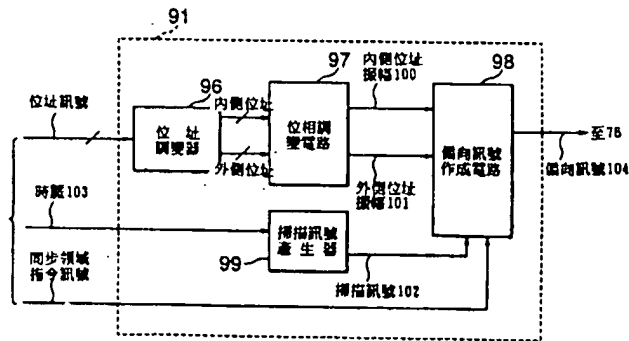 91
97
98
96
內側位址
振幅100
內側位址
位址訊號
位址
調變器
位相調
變電路
偏向訊號
作成電路
至76
偏向訊號104
外側位址
外側位址
振幅101
時脈103
掃描訊號
產生器
99
掃描訊號102
同步領域
指令訊號